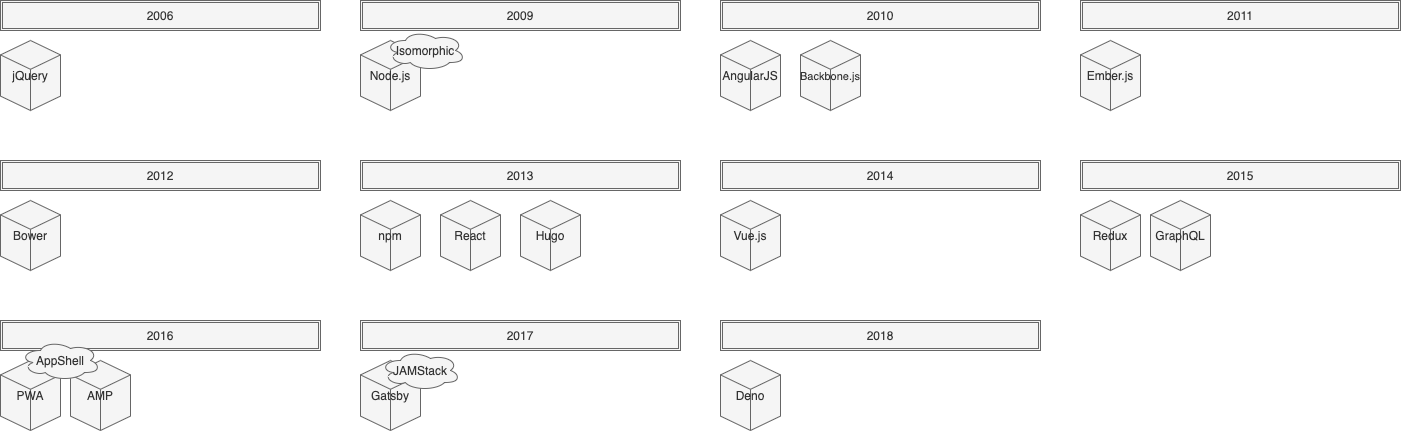 2006
2009
2010
2011
jQuery
Isomorphic
Node.js
AngularJS
Backbone.js
Ember.js
2012
2013
2014
2015
Bower
npm
React
Hugo
Vue.js
Redux
GraphQL
2016
2017
2018
AppShell
PWA
AMP
JAMStack
Gatsby
Deno